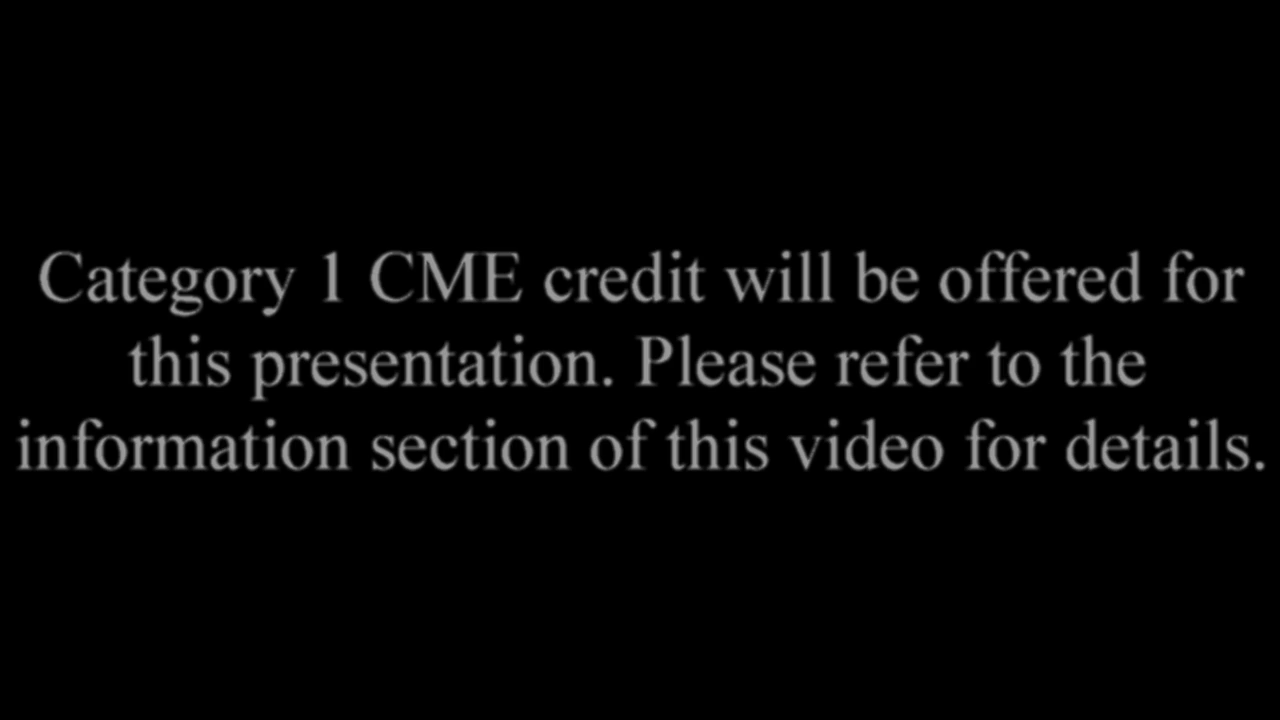 Category 1 CME credit will be offered for
this presentation. Please refer to the
information section of this video for details.